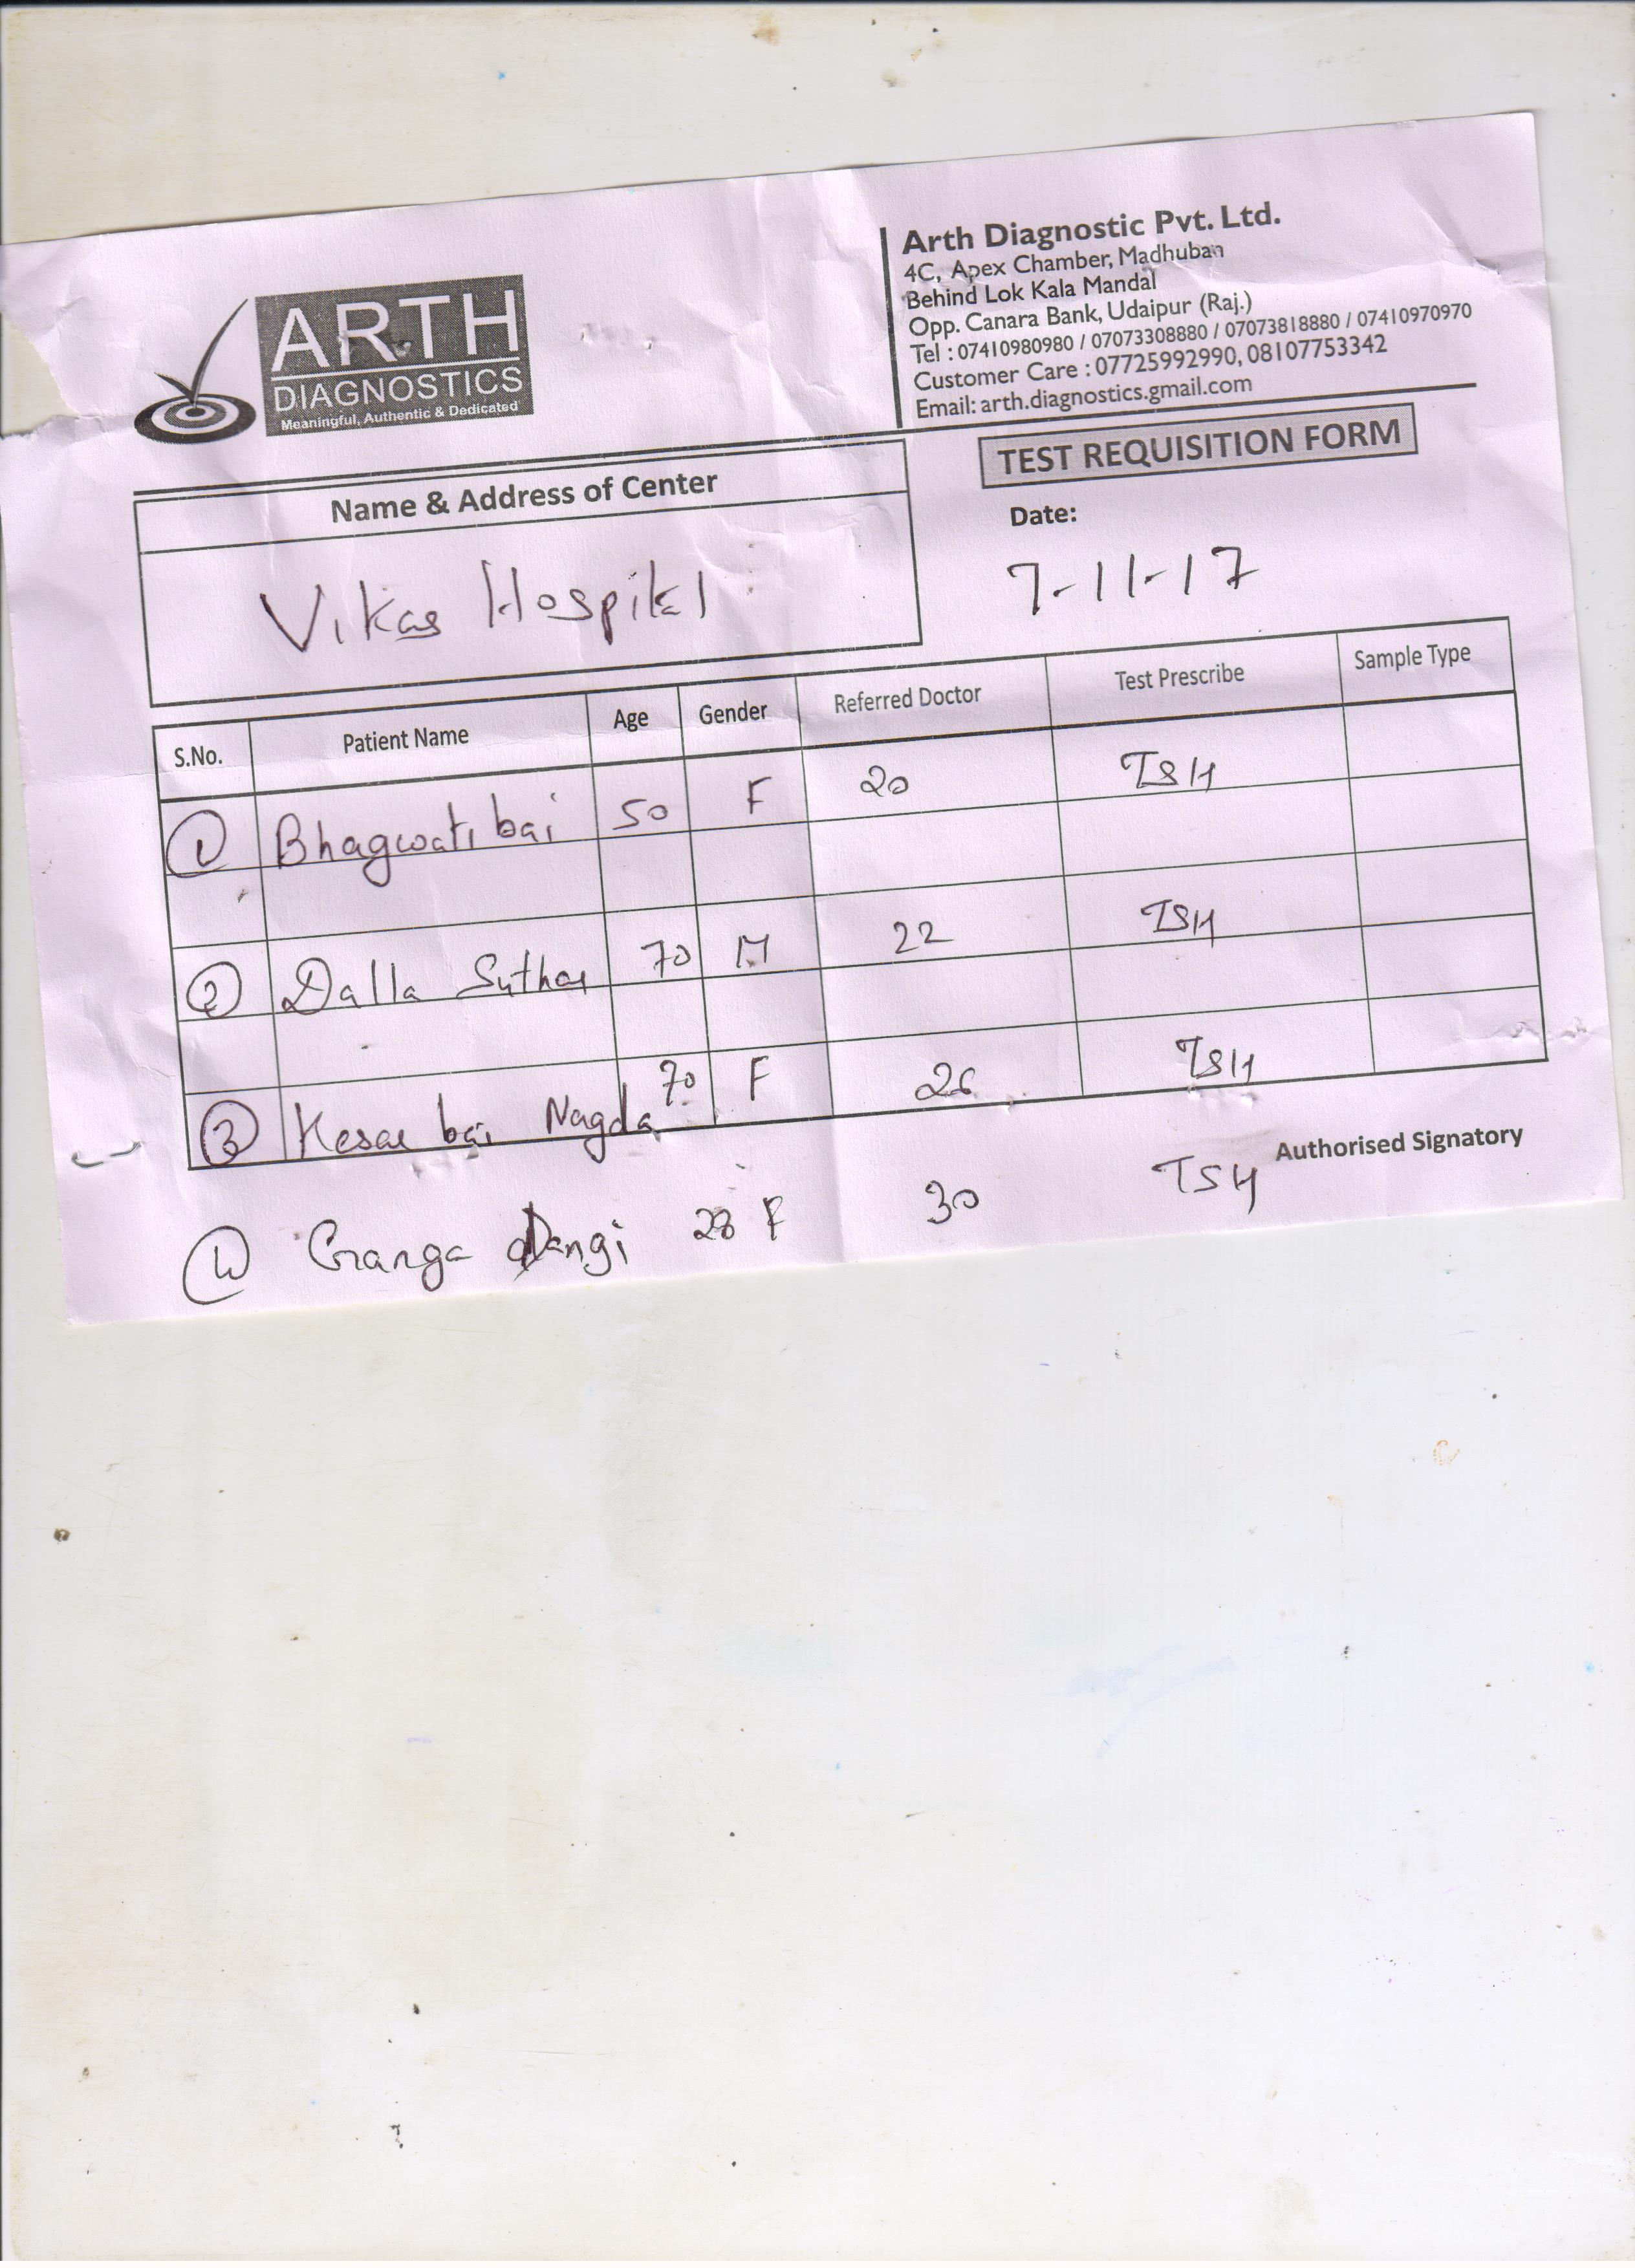 ARTH
DIAGNOSTICS
Meaningful, Authentic & Dedicated
Arth Diagnostic Pvt. Ltd.
4C, Apex Chamber, Madhuban
Behind Lok Kala Mandal
Opp. Canara Bank, Udaipur (Raj.)
Tel : 07410980980 / 07073308880 / 07073818880 / 07410970970
Customer Care : 07725992990, 08107753342
Email: arth.diagnostics.gmail.com
TEST REQUISITION FORM
Name & Address of Center
Vikas Hospital
Date:
7-11-17
S.No. Patient Name Age Gender Referred Doctor Test Prescribe Sample Type
1 Bhagwati bai 50 F 20 TSH
2 Dalla Suthar 70 M 22 TSH
3 Kesar bai Nagda 70 F 26 TSH
Authorised Signatory
Ganga Dangi 28 F 30 TSH